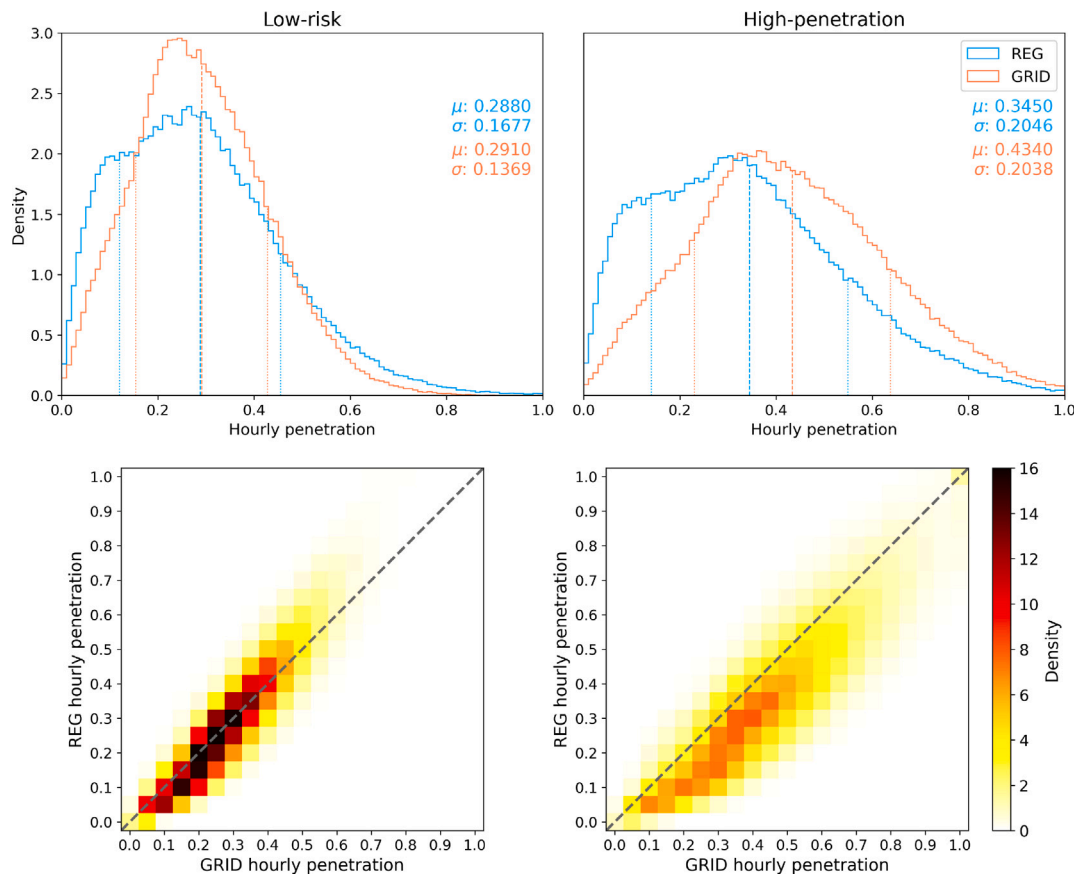 Low-risk
High-penetration
3.0
2.5
2.0
1.5
1.0
0.5
0.0
Density
μ: 0.2880
σ: 0.1677
μ: 0.2910
σ: 0.1369
0.0 0.2 0.4 0.6 0.8 1.0
Hourly penetration
REG
GRID
μ: 0.3450
σ: 0.2046
μ: 0.4340
σ: 0.2038
0.0 0.2 0.4 0.6 0.8 1.0
Hourly penetration
1.0
0.9
0.8
0.7
0.6
0.5
0.4
0.3
0.2
0.1
0.0
REG hourly penetration
0.0 0.1 0.2 0.3 0.4 0.5 0.6 0.7 0.8 0.9 1.0
GRID hourly penetration
1.0
0.9
0.8
0.7
0.6
0.5
0.4
0.3
0.2
0.1
0.0
REG hourly penetration
0.0 0.1 0.2 0.3 0.4 0.5 0.6 0.7 0.8 0.9 1.0
GRID hourly penetration
16
14
12
10
8
6
4
2
0
Density